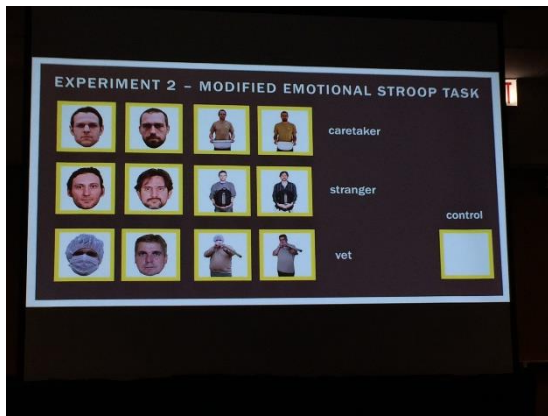 EXPERIMENT 2 – MODIFIED EMOTIONAL STROOP TASK
caretaker
stranger
control
vet